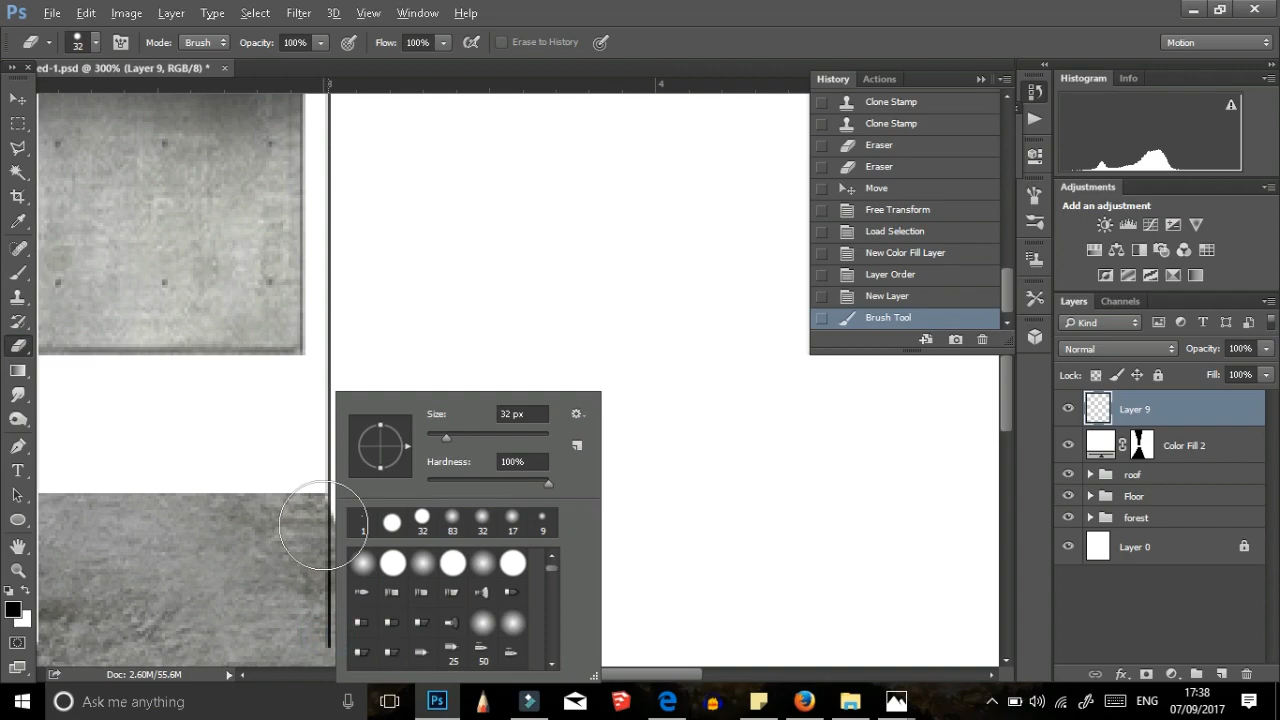 Ps File Edit Image Layer Type Select Filter 3D View Window Help
32 Mode: Brush Opacity: 100% Flow: 100% Erase to History Motion
ed-1.psd @ 300% (Layer 9, RGB/8) *
4
History Actions
Clone Stamp
Clone Stamp
Eraser
Eraser
Move
Free Transform
Load Selection
New Color Fill Layer
Layer Order
New Layer
Brush Tool
Histogram Info
Adjustments
Add an adjustment
Layers Channels
Kind
Normal Opacity: 100%
Lock: Fill: 100%
Layer 9
Color Fill 2
roof
Floor
forest
Layer 0
Size: 32 px
Hardness: 100%
1 32 83 32 17 9
25 50
Doc: 2.60M/55.6M
Ask me anything
Ps
ENG
17:38
07/09/2017